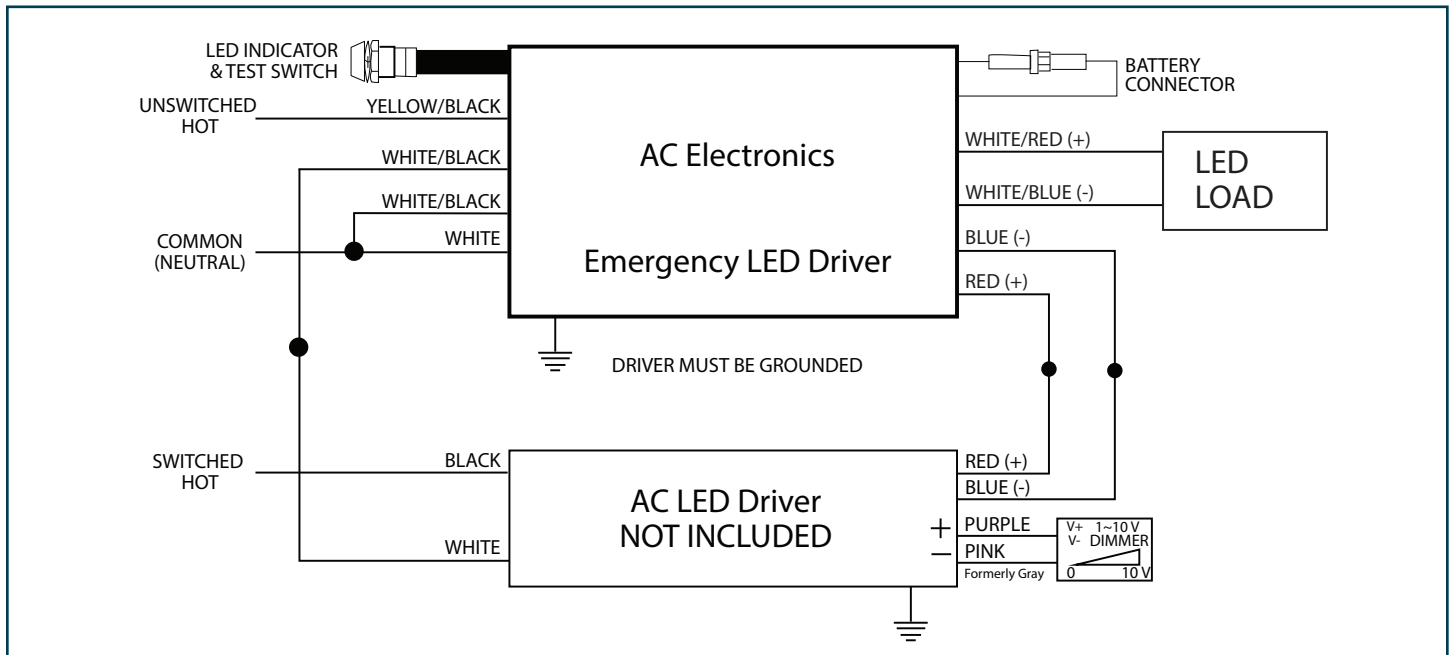 LED INDICATOR
& TEST SWITCH
UNSWITCHED
HOT
YELLOW/BLACK
WHITE/BLACK
WHITE/BLACK
COMMON
(NEUTRAL)
WHITE
AC Electronics
Emergency LED Driver
BATTERY
CONNECTOR
WHITE/RED (+)
WHITE/BLUE (-)
LED
LOAD
BLUE (-)
RED (+)
DRIVER MUST BE GROUNDED
SWITCHED
HOT
BLACK
WHITE
AC LED Driver
NOT INCLUDED
RED (+)
BLUE (-)
+ PURPLE
— PINK
Formerly Gray
V+ 1~10 V
V- DIMMER
0 10 V